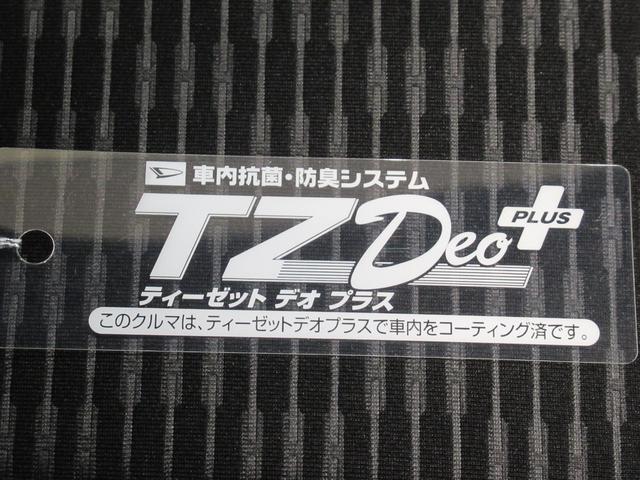 車内抗菌・防臭システム
TZ Deo PLUS
ティーゼット デオ プラス
このクルマは、ティーゼットデオプラスで車内をコーティング済です。